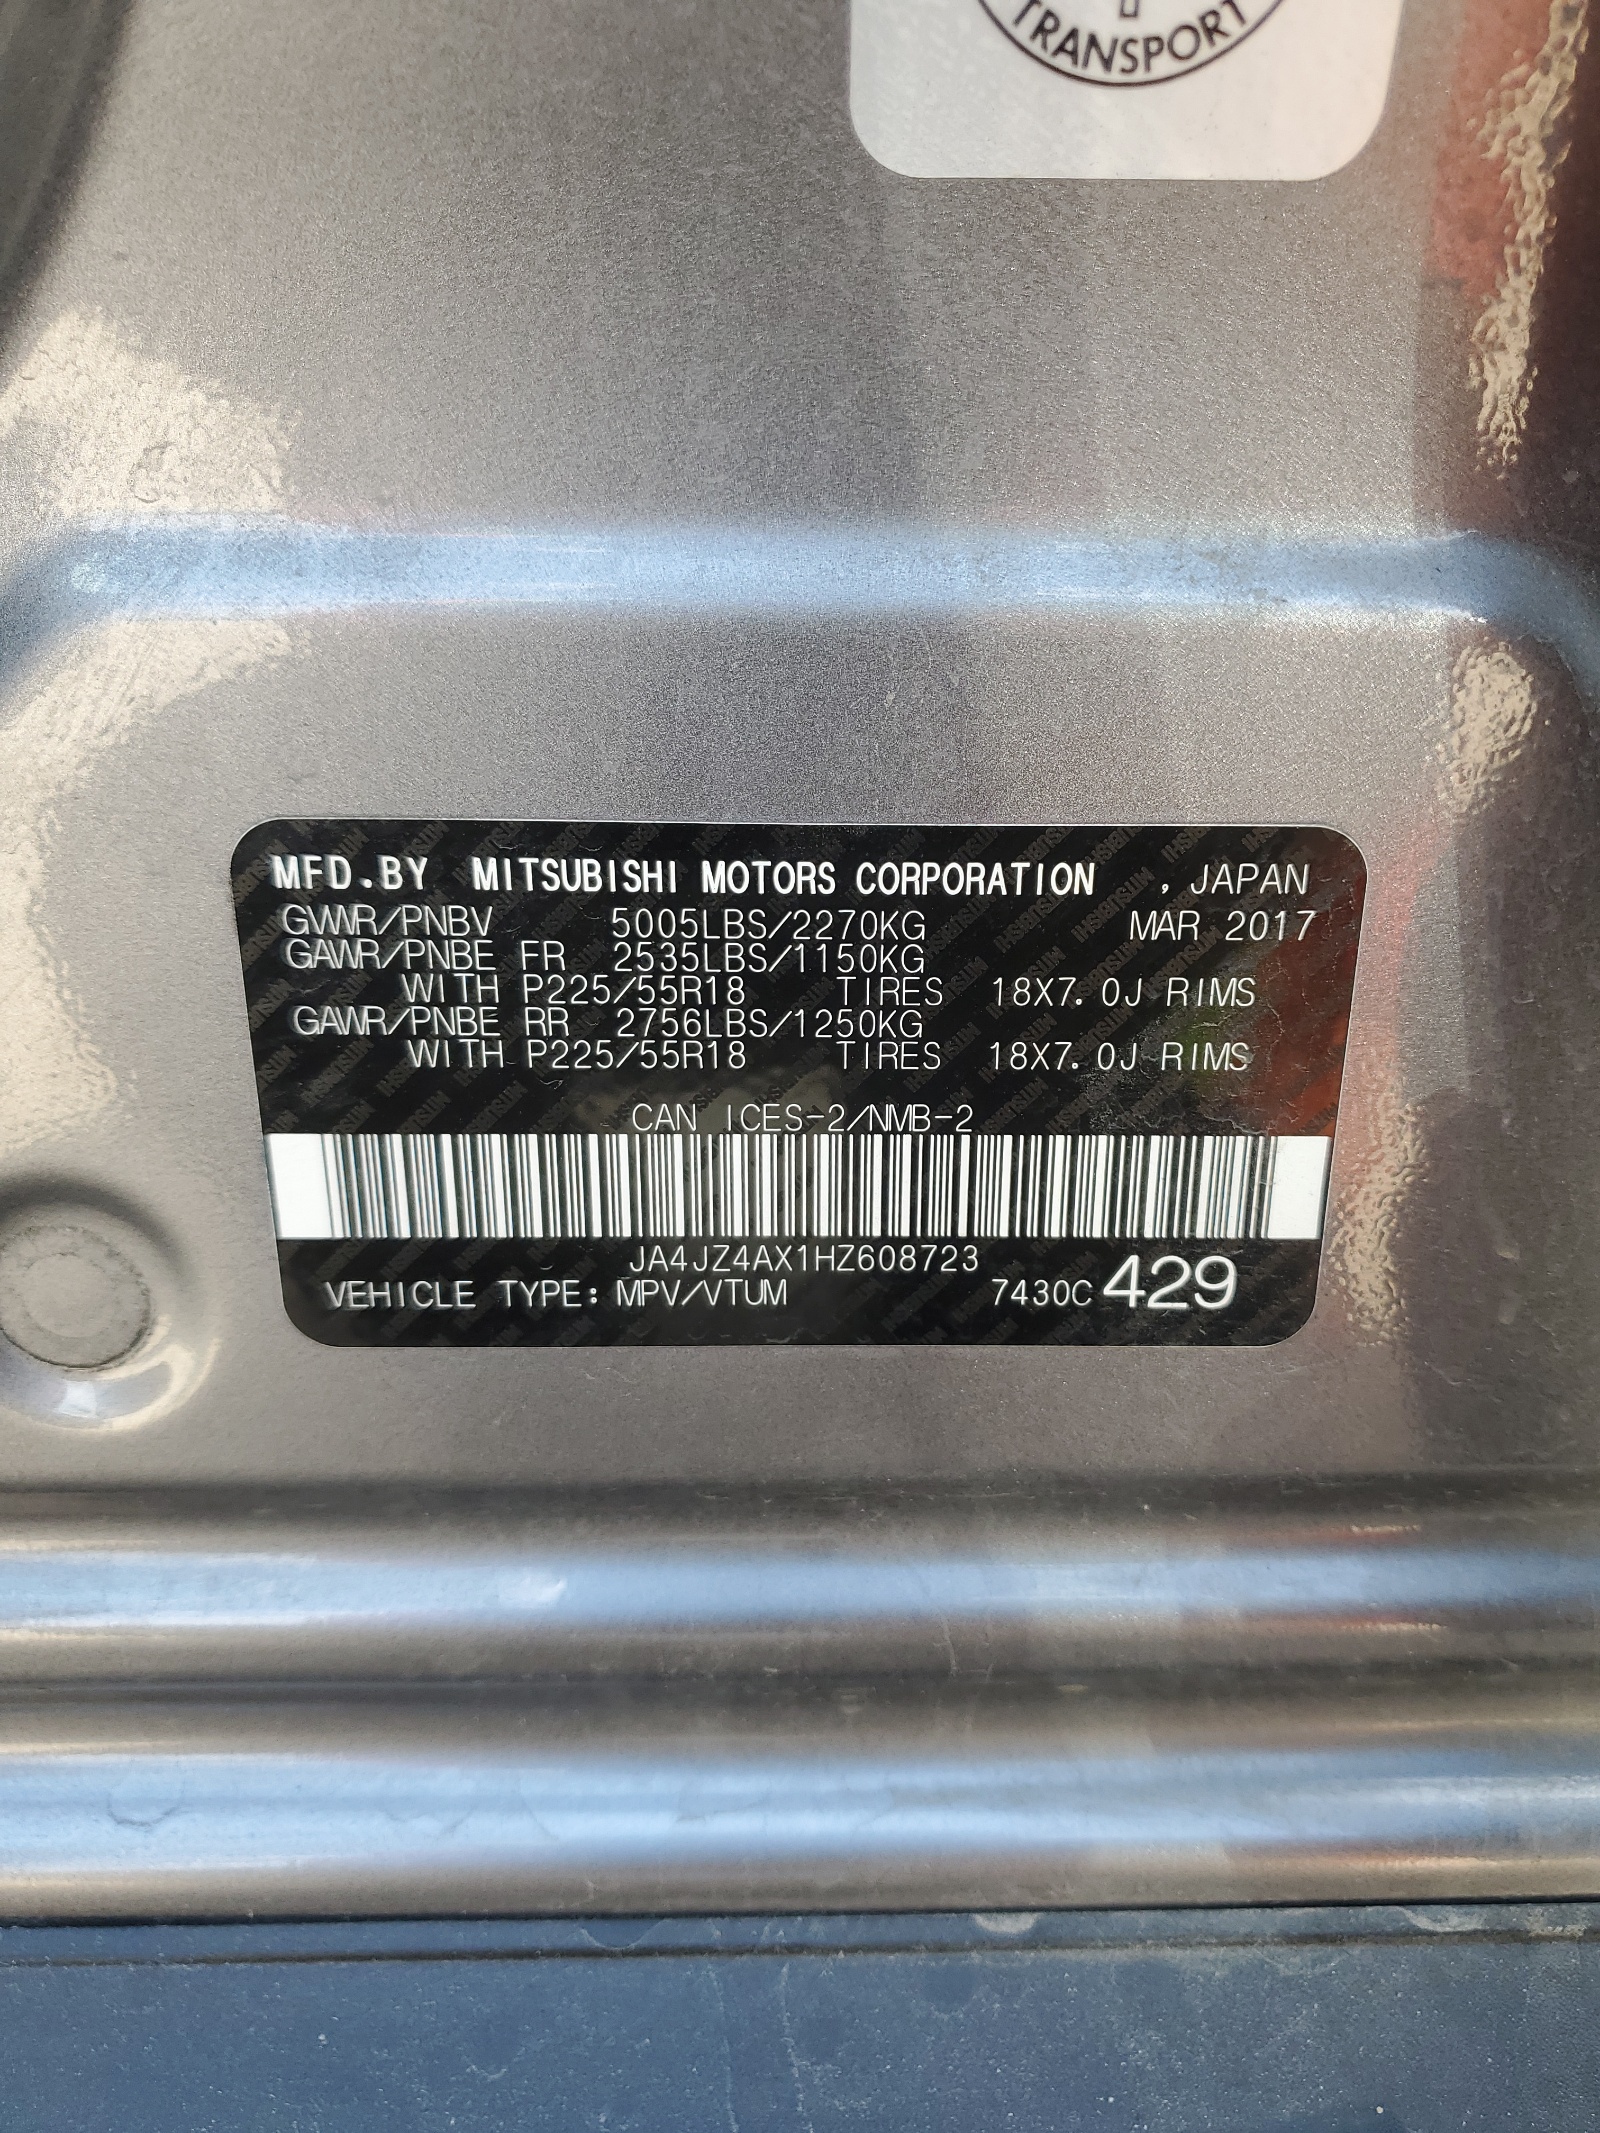 TRANSPORT
MFD.BY MITSUBISHI MOTORS CORPORATION , JAPAN
GVWR/PNBV 5005LBS/2270KG MAR 2017
GAWR/PNBE FR 2535LBS/1150KG
WITH P225/55R18 TIRES 18X7.0J RIMS
GAWR/PNBE RR 2756LBS/1250KG
WITH P225/55R18 TIRES 18X7.0J RIMS
CAN ICES-2/NMB-2
JA4JZ4AX1HZ608723
VEHICLE TYPE: MPV/VTUM 7430C 429